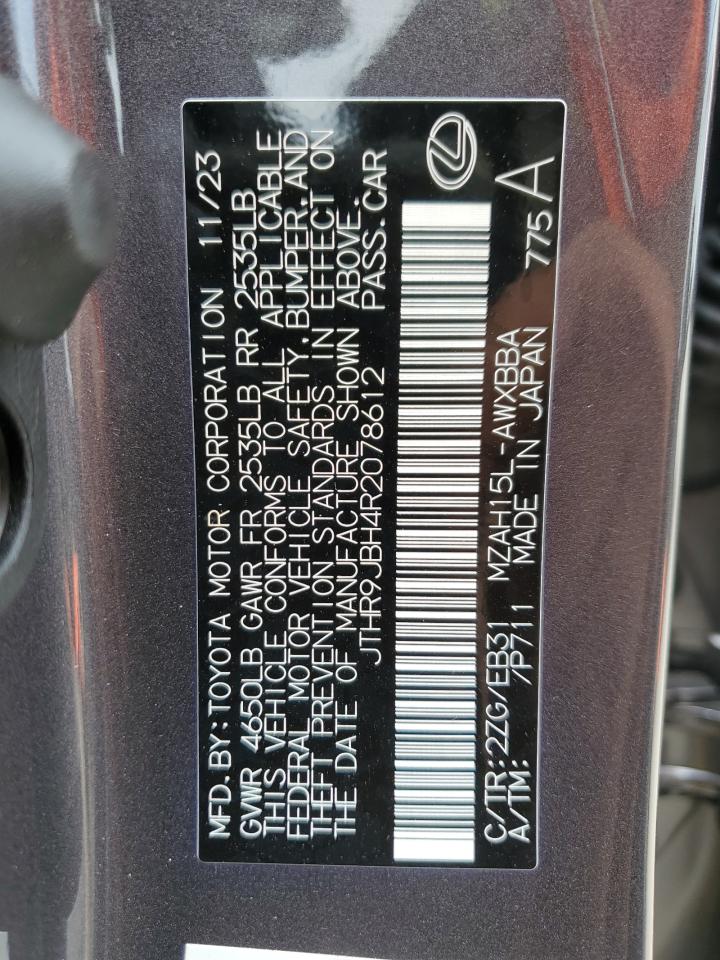 MFD.BY:TOYOTA MOTOR CORPORATION 11/23
GVWR 4650LB GAWR FR 2535LB RR 2535LB
THIS VEHICLE CONFORMS TO ALL APPLICABLE
FEDERAL MOTOR VEHICLE SAFETY,BUMPER,AND
THEFT PREVENTION STANDARDS IN EFFECT ON
THE DATE OF MANUFACTURE SHOWN ABOVE.
JTHR9JBH4R2078612 PASS.CAR
C/TR:2ZG/EB31 MZAH15L-AWXBBA
A/TM: /P711 MADE IN JAPAN 775 A